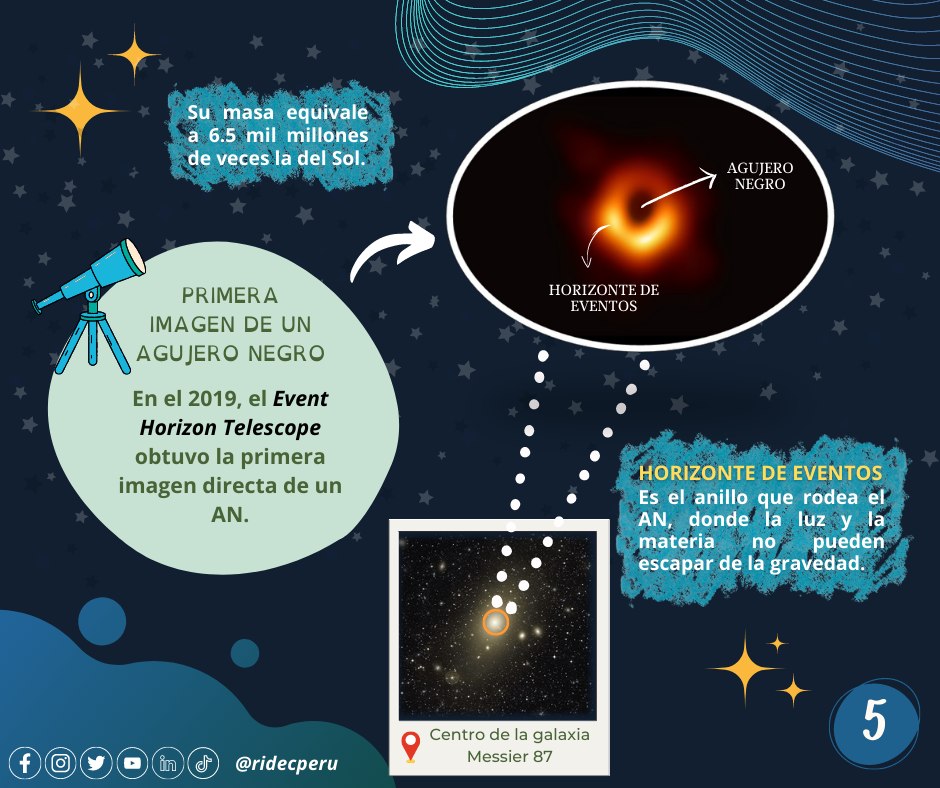 Su masa equivale
a 6.5 mil millones
de veces la del Sol.
AGUJERO
NEGRO
HORIZONTE DE
EVENTOS
PRIMERA
IMAGEN DE UN
AGUJERO NEGRO
En el 2019, el Event
Horizon Telescope
obtuvo la primera
imagen directa de un
AN.
HORIZONTE DE EVENTOS
Es el anillo que rodea el
AN, donde la luz y la
materia no pueden
escapar de la gravedad.
Centro de la galaxia
Messier 87
5
@ridecperu